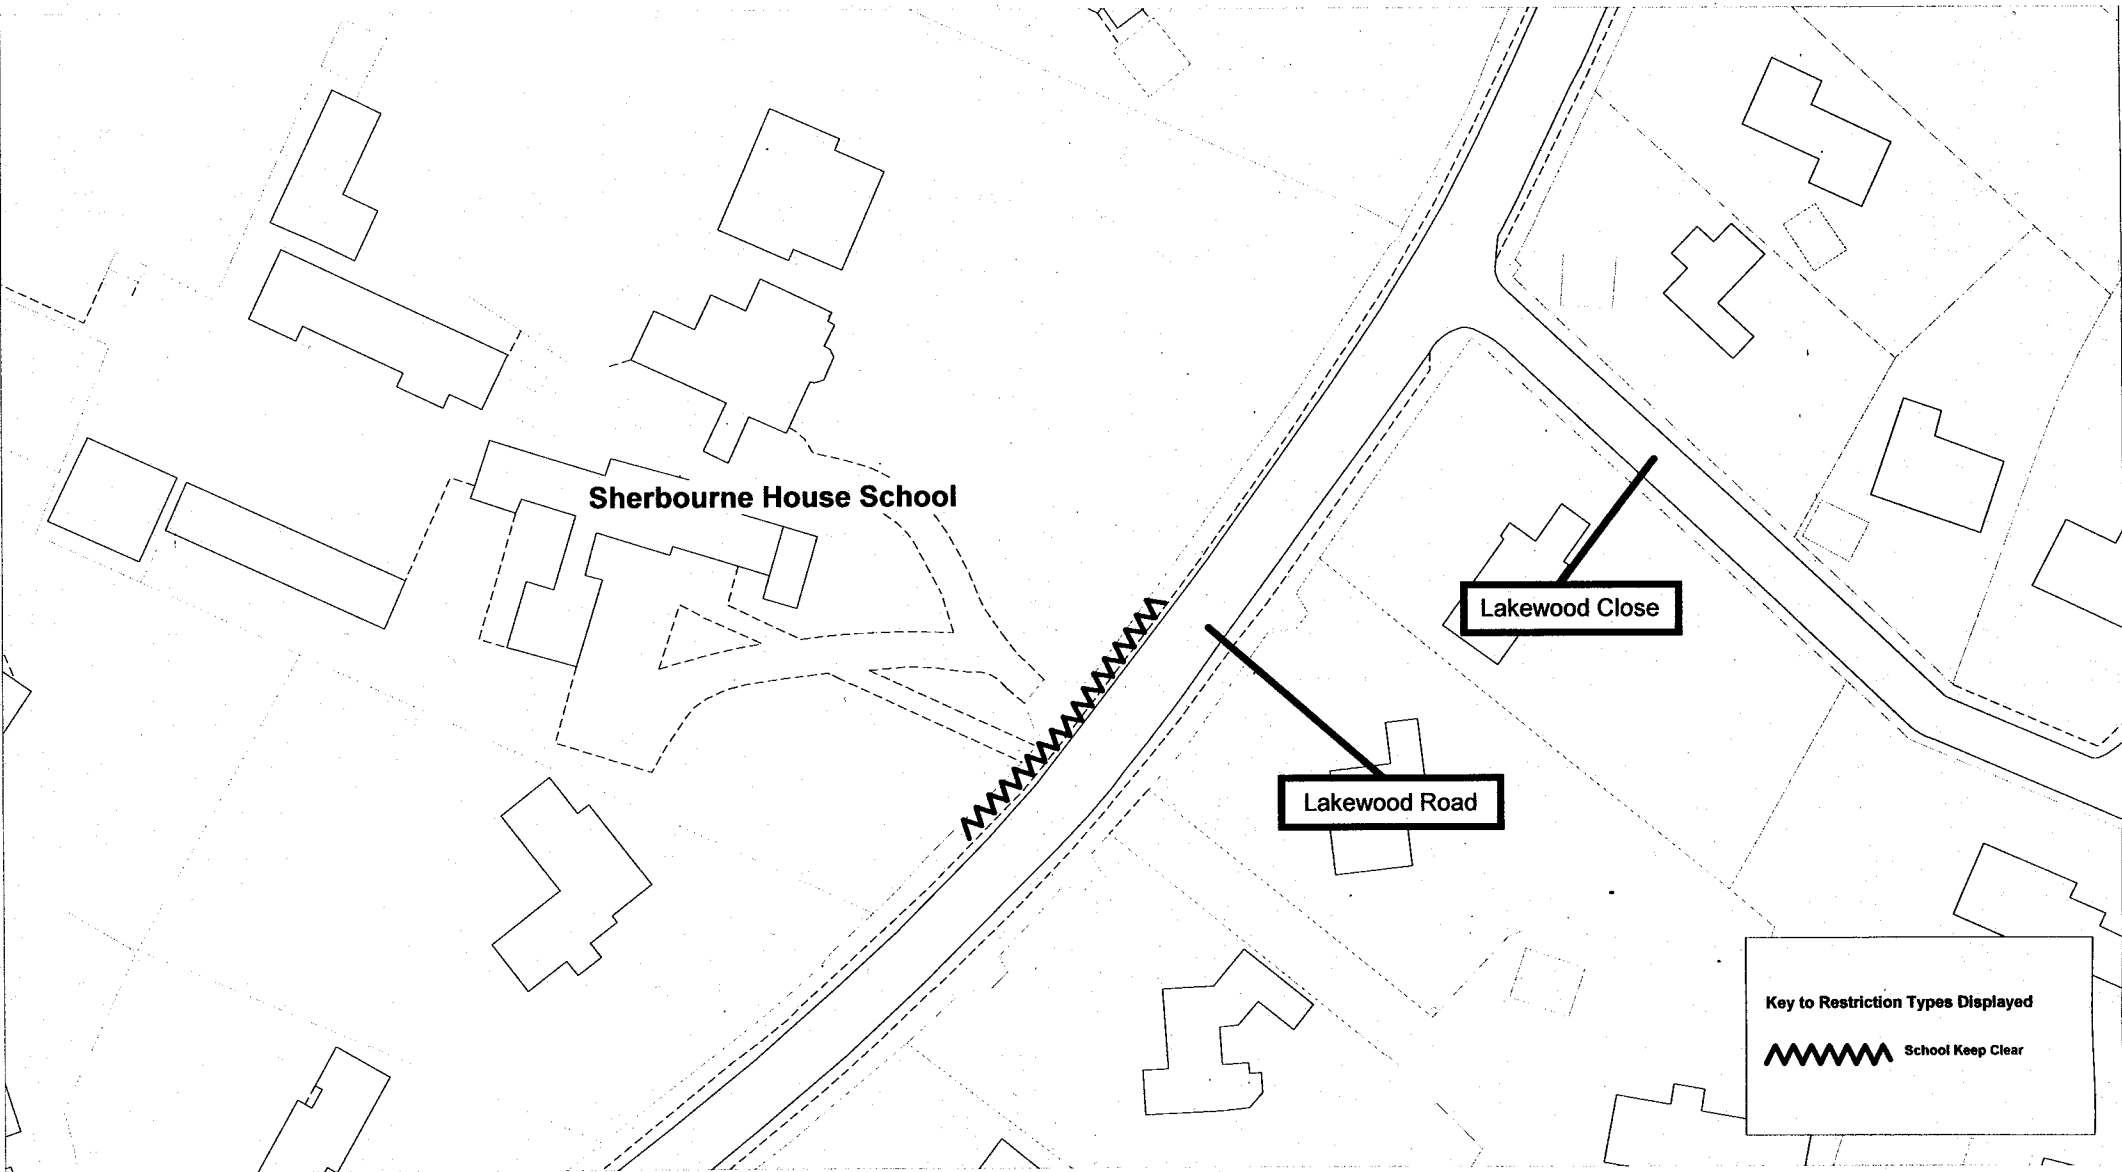 Sherbourne House School
Lakewood Close
Lakewood Road
Key to Restriction Types Displayed
School Keep Clear